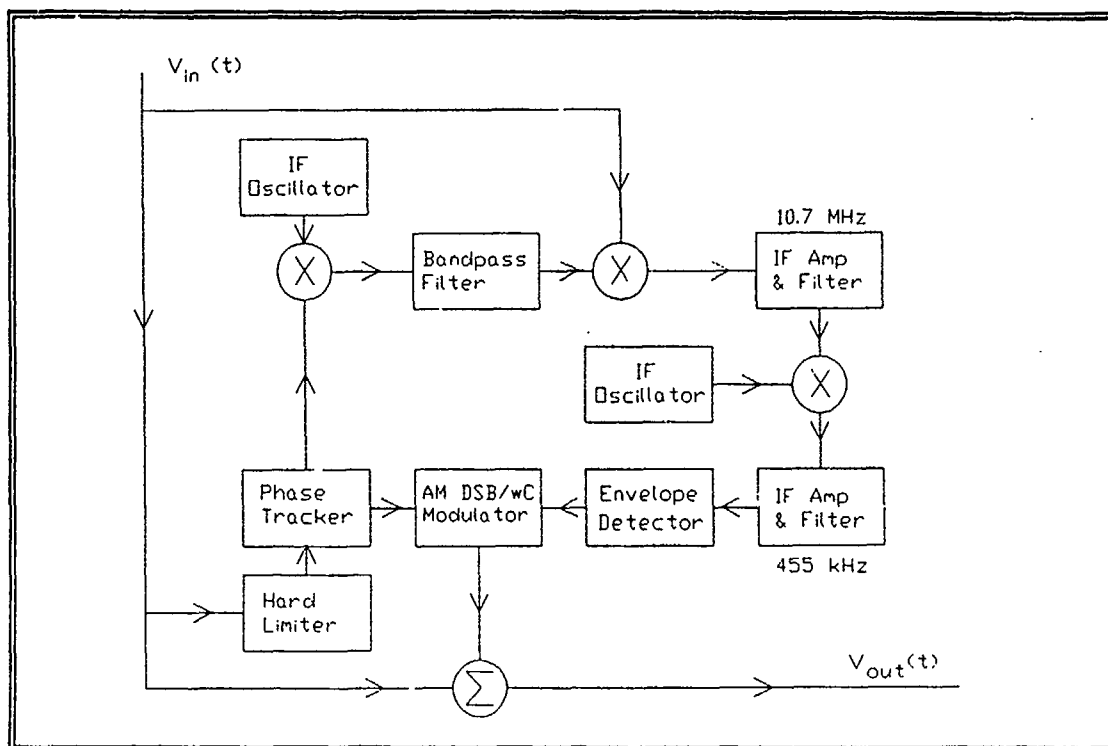 V_in (t)
IF
Oscillator
X
Bandpass
Filter
X
10.7 MHz
IF Amp
& Filter
IF
Oscillator
X
Phase
Tracker
AM DSB/wC
Modulator
Envelope
Detector
IF Amp
& Filter
455 kHz
Hard
Limiter
Σ
V_out(t)